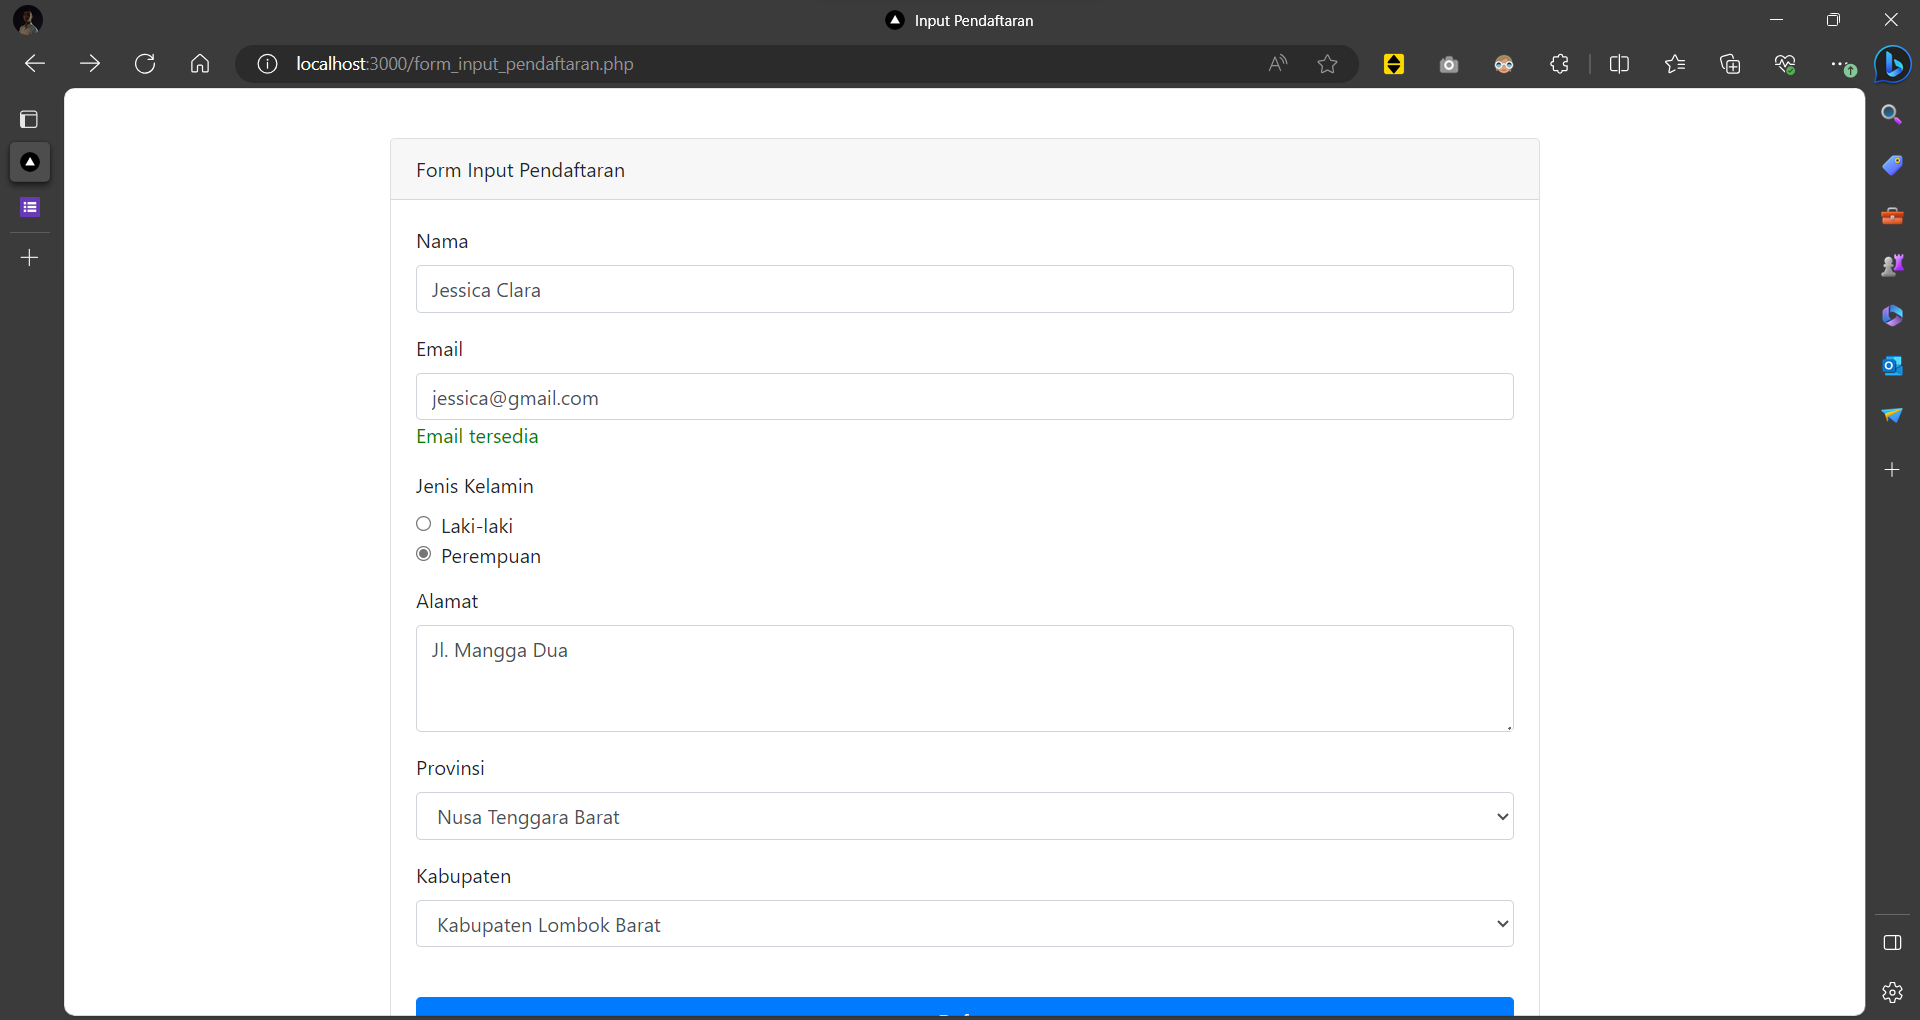 Input Pendaftaran
localhost:3000/form_input_pendaftaran.php
Form Input Pendaftaran
Nama
Jessica Clara
Email
jessica@gmail.com
Email tersedia
Jenis Kelamin
Laki-laki
Perempuan
Alamat
Jl. Mangga Dua
Provinsi
Nusa Tenggara Barat
Kabupaten
Kabupaten Lombok Barat